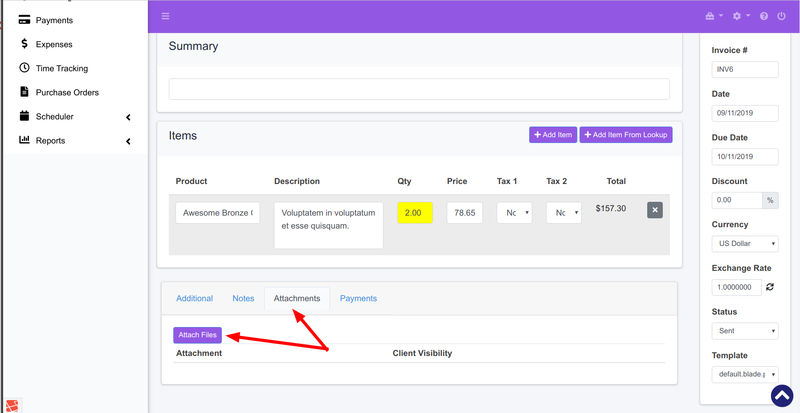 Payments
Expenses
Time Tracking
Purchase Orders
Scheduler
Reports
Summary
Items
Add Item
Add Item From Lookup
Product Description Qty Price Tax 1 Tax 2 Total
Awesome Bronze Voluptatem in voluptatum 2.00 78.65 $157.30
et esse quisquam.
Additional Notes Attachments Payments
Attach Files
Attachment Client Visibility
Invoice #
INV6
Date
09/11/2019
Due Date
10/11/2019
Discount
0.00 %
Currency
US Dollar
Exchange Rate
1.0000000
Status
Sent
Template
default.blade.p